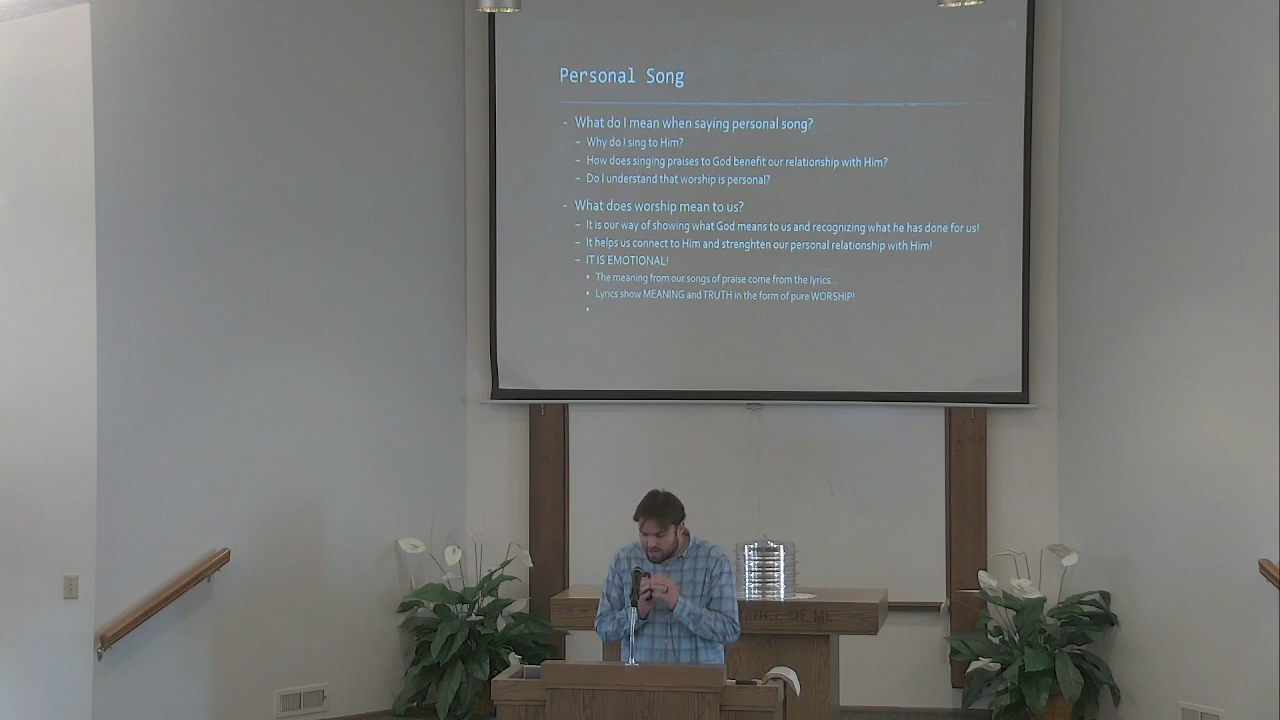 Personal Song
- What do I mean when saying personal song?
– Why do I sing to Him?
– How does singing praises to God benefit our relationship with Him?
– Do I understand that worship is personal?
- What does worship mean to us?
– It is our way of showing what God means to us and recognizing what he has done for us!
– It helps us connect to Him and strenghten our personal relationship with Him!
– IT IS EMOTIONAL!
• The meaning from our songs of praise come from the lyrics...
• Lyrics show MEANING and TRUTH in the form of pure WORSHIP!
•
OF ME